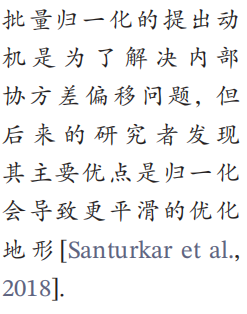 批量归一化的提出动
机是为了解决内部
协方差偏移问题，但
后来的研究者发现
其主要优点是归一化
会导致更平滑的优化
地形[Santurkar et al.,
2018].